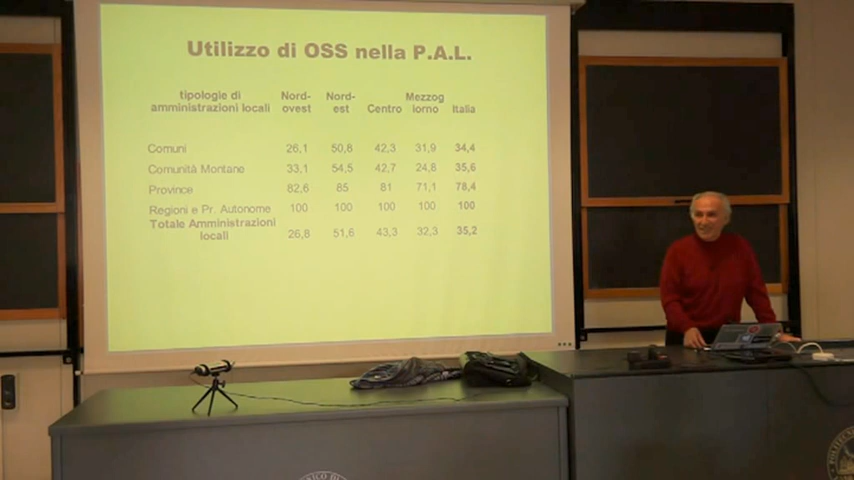 Utilizzo di OSS nella P.A.L.
tipologie di amministrazioni locali Nord-ovest Nord-est Centro Mezzogiorno Italia
Comuni 26,1 50,8 42,3 31,9 34,4
Comunità Montane 33,1 54,5 42,7 24,8 35,6
Province 82,6 85 81 71,1 78,4
Regioni e Pr. Autonome 100 100 100 100 100
Totale Amministrazioni locali 26,8 51,6 43,3 32,3 35,2